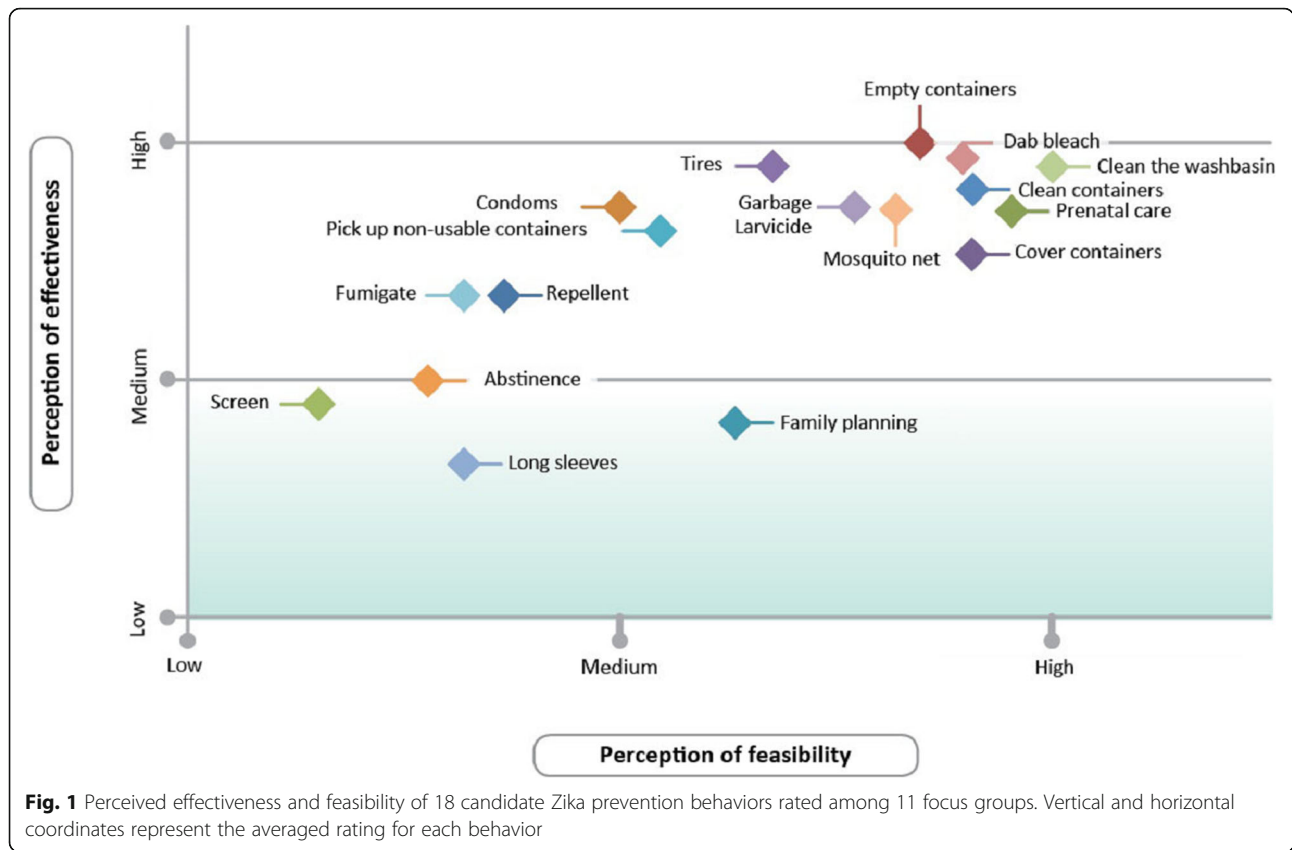 Perception of effectiveness
High
Medium
Low
Empty containers
Dab bleach
Tires
Clean the washbasin
Clean containers
Condoms
Garbage
Larvicide
Prenatal care
Pick up non-usable containers
Mosquito net
Cover containers
Fumigate
Repellent
Abstinence
Screen
Family planning
Long sleeves
Low
Medium
High
Perception of feasibility
Fig. 1 Perceived effectiveness and feasibility of 18 candidate Zika prevention behaviors rated among 11 focus groups. Vertical and horizontal
coordinates represent the averaged rating for each behavior